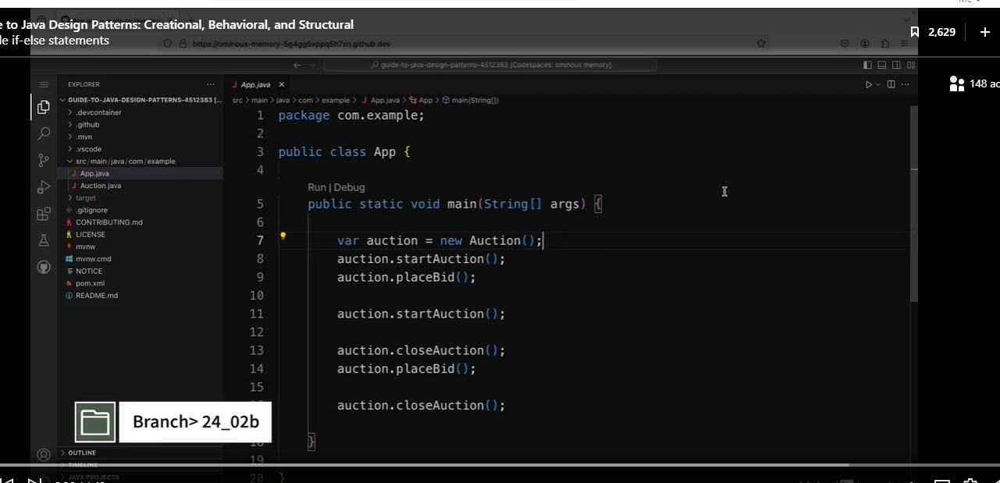 e to Java Design Patterns: Creational, Behavioral, and Structural
le if-else statements
2,629
https://ominous-memory-5g4gg5vppq5h7xrj.github.dev
guide-to-java-design-patterns-4512383 [Codespaces: ominous memory]
148 ac
EXPLORER
GUIDE-TO-JAVA-DESIGN-PATTERNS-4512383 [...
.devcontainer
.github
.mvn
.vscode
src/main/java/com/example
App.java
Auction.java
target
.gitignore
CONTRIBUTING.md
LICENSE
mvnw
mvnw.cmd
NOTICE
pom.xml
README.md
OUTLINE
TIMELINE
JAVA PROJECTS
App.java
src > main > java > com > example > App.java > App > main(String[])
1 package com.example;
2
3 public class App {
4
Run | Debug
5 public static void main(String[] args) {
6
7 var auction = new Auction();
8 auction.startAuction();
9 auction.placeBid();
10
11 auction.startAuction();
12
13 auction.closeAuction();
14 auction.placeBid();
15
auction.closeAuction();
18 }
19
20 }
Branch> 24_02b